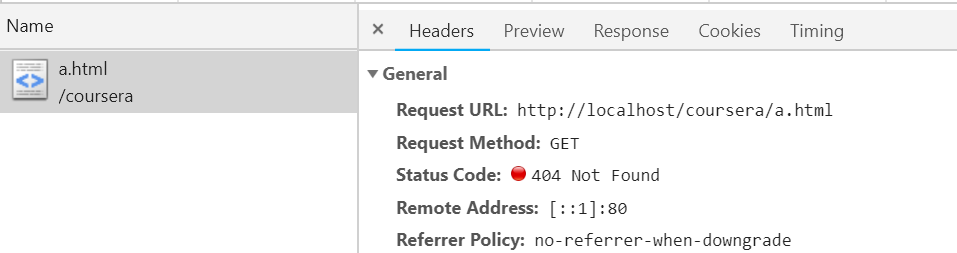 Name
a.html
/coursera
× Headers Preview Response Cookies Timing
General
Request URL: http://localhost/coursera/a.html
Request Method: GET
Status Code: 404 Not Found
Remote Address: [::1]:80
Referrer Policy: no-referrer-when-downgrade